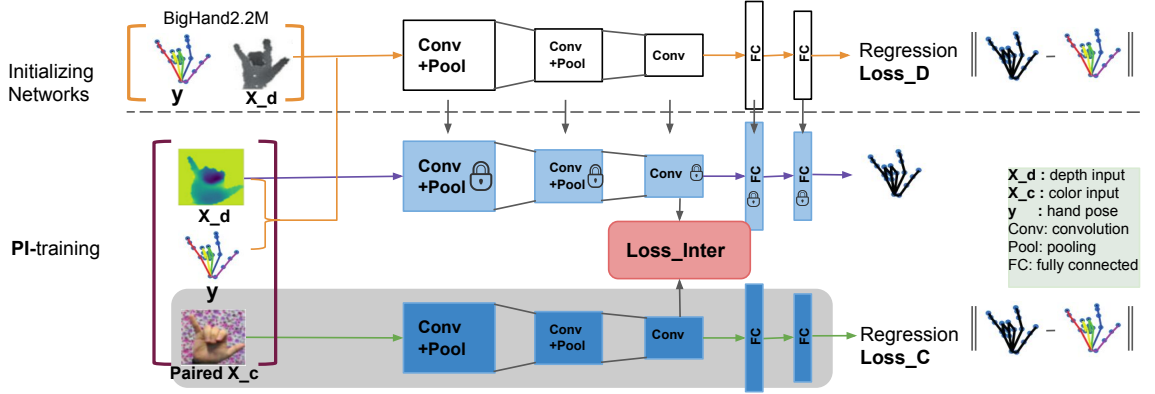 BigHand2.2M
y
X_d
Initializing
Networks
Conv
+Pool
Conv
+Pool
Conv
FC
FC
Regression
Loss_D
X_d
y
Paired X_c
PI-training
Conv
+Pool
Conv
+Pool
Conv
FC
FC
Loss_Inter
Conv
+Pool
Conv
+Pool
Conv
FC
FC
Regression
Loss_C
X_d : depth input
X_c : color input
y : hand pose
Conv: convolution
Pool: pooling
FC: fully connected